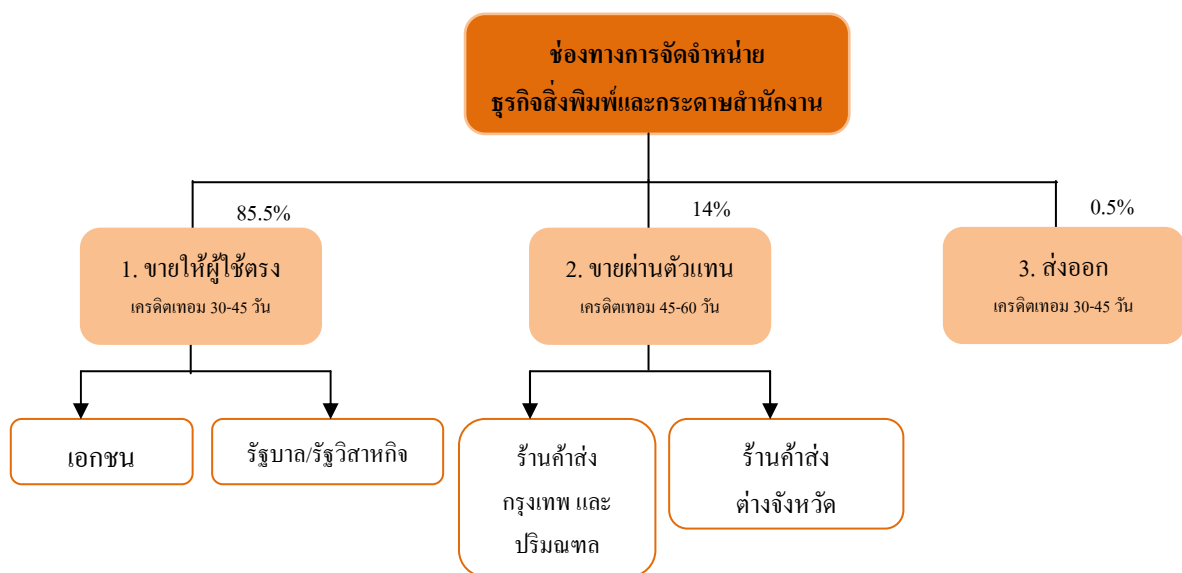 ช่องทางการจัดจำหน่าย
ธุรกิจสิ่งพิมพ์และกระดาษสำนักงาน
85.5%
14%
0.5%
1. ขายให้ผู้ใช้ตรง
เครดิตเทอม 30-45 วัน
2. ขายผ่านตัวแทน
เครดิตเทอม 45-60 วัน
3. ส่งออก
เครดิตเทอม 30-45 วัน
เอกชน
รัฐบาล/รัฐวิสาหกิจ
ร้านค้าส่ง
กรุงเทพ และ
ปริมณฑล
ร้านค้าส่ง
ต่างจังหวัด